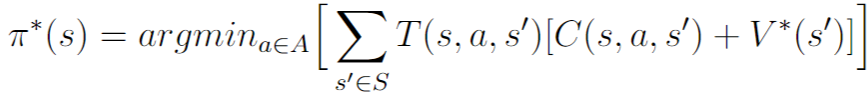 π*(s) = argmin_{a∈A}[∑_{s′∈S} T(s, a, s′)[C(s, a, s′) + V*(s′)]]